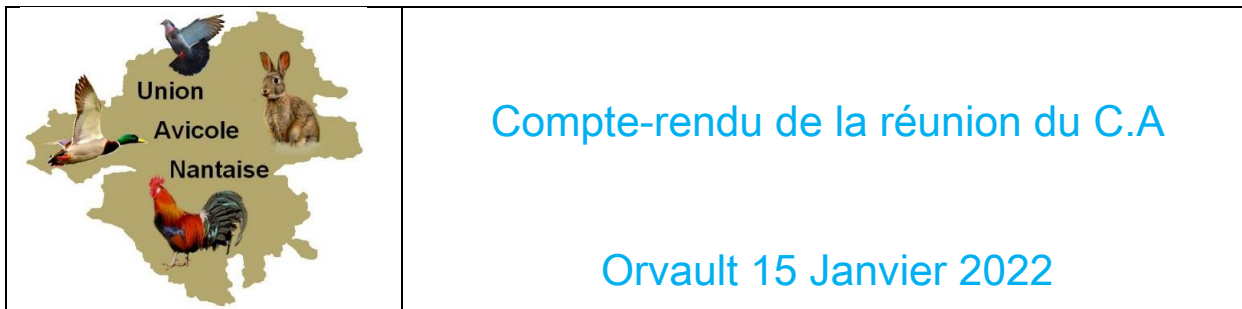 Union
Avicole
Nantaise
Compte-rendu de la réunion du C.A
Orvault 15 Janvier 2022